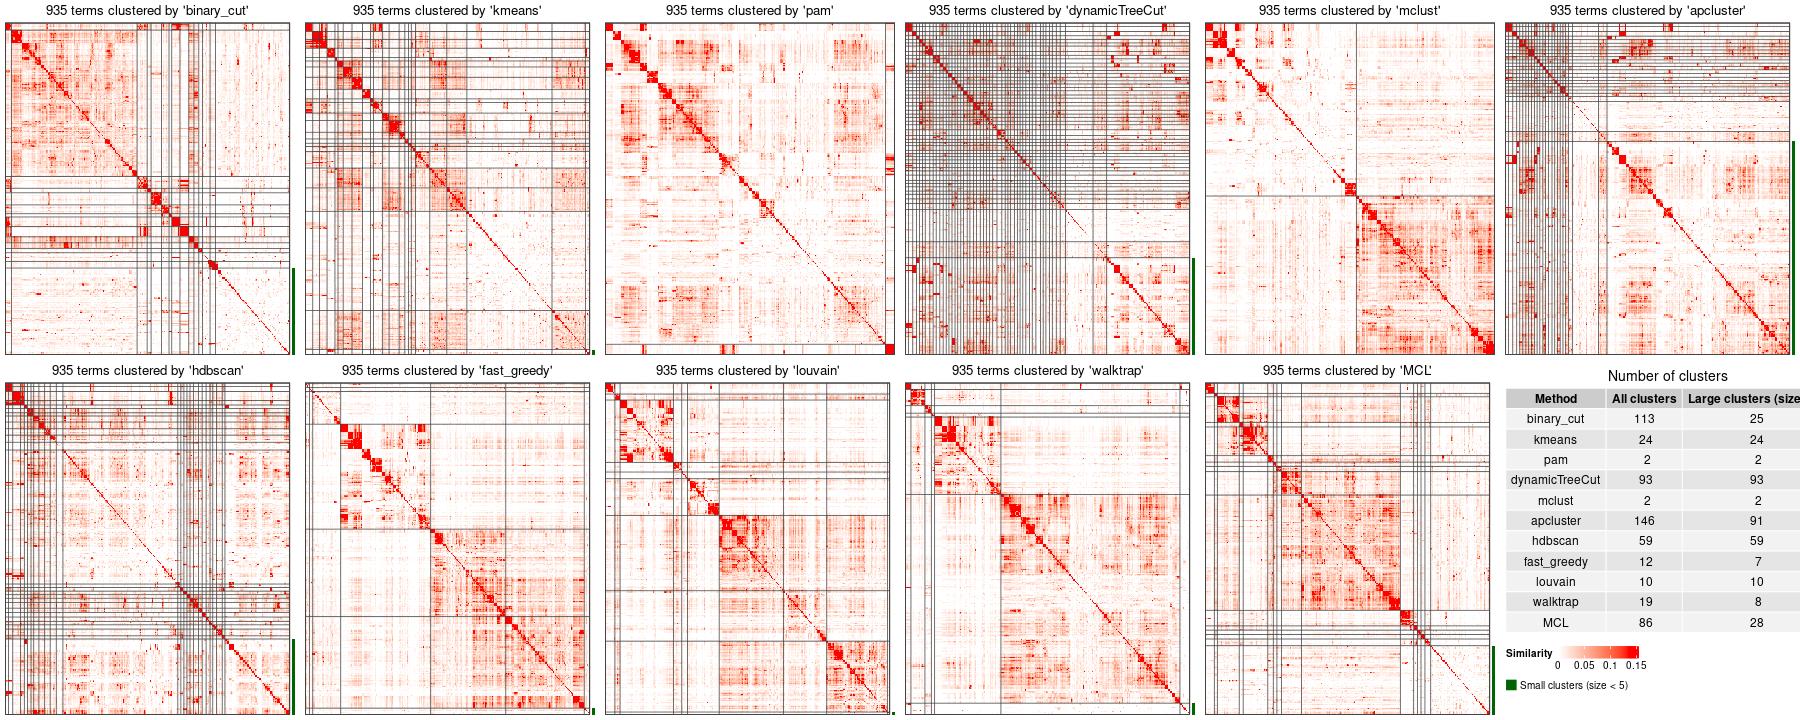 935 terms clustered by 'binary_cut'
935 terms clustered by 'kmeans'
935 terms clustered by 'pam'
935 terms clustered by 'dynamicTreeCut'
935 terms clustered by 'mclust'
935 terms clustered by 'apcluster'
935 terms clustered by 'hdbscan'
935 terms clustered by 'fast_greedy'
935 terms clustered by 'louvain'
935 terms clustered by 'walktrap'
935 terms clustered by 'MCL'
Number of clusters
Method All clusters Large clusters (size
binary_cut 113 25
kmeans 24 24
pam 2 2
dynamicTreeCut 93 93
mclust 2 2
apcluster 146 91
hdbscan 59 59
fast_greedy 12 7
louvain 10 10
walktrap 19 8
MCL 86 28
Similarity
0 0.05 0.1 0.15
Small clusters (size < 5)